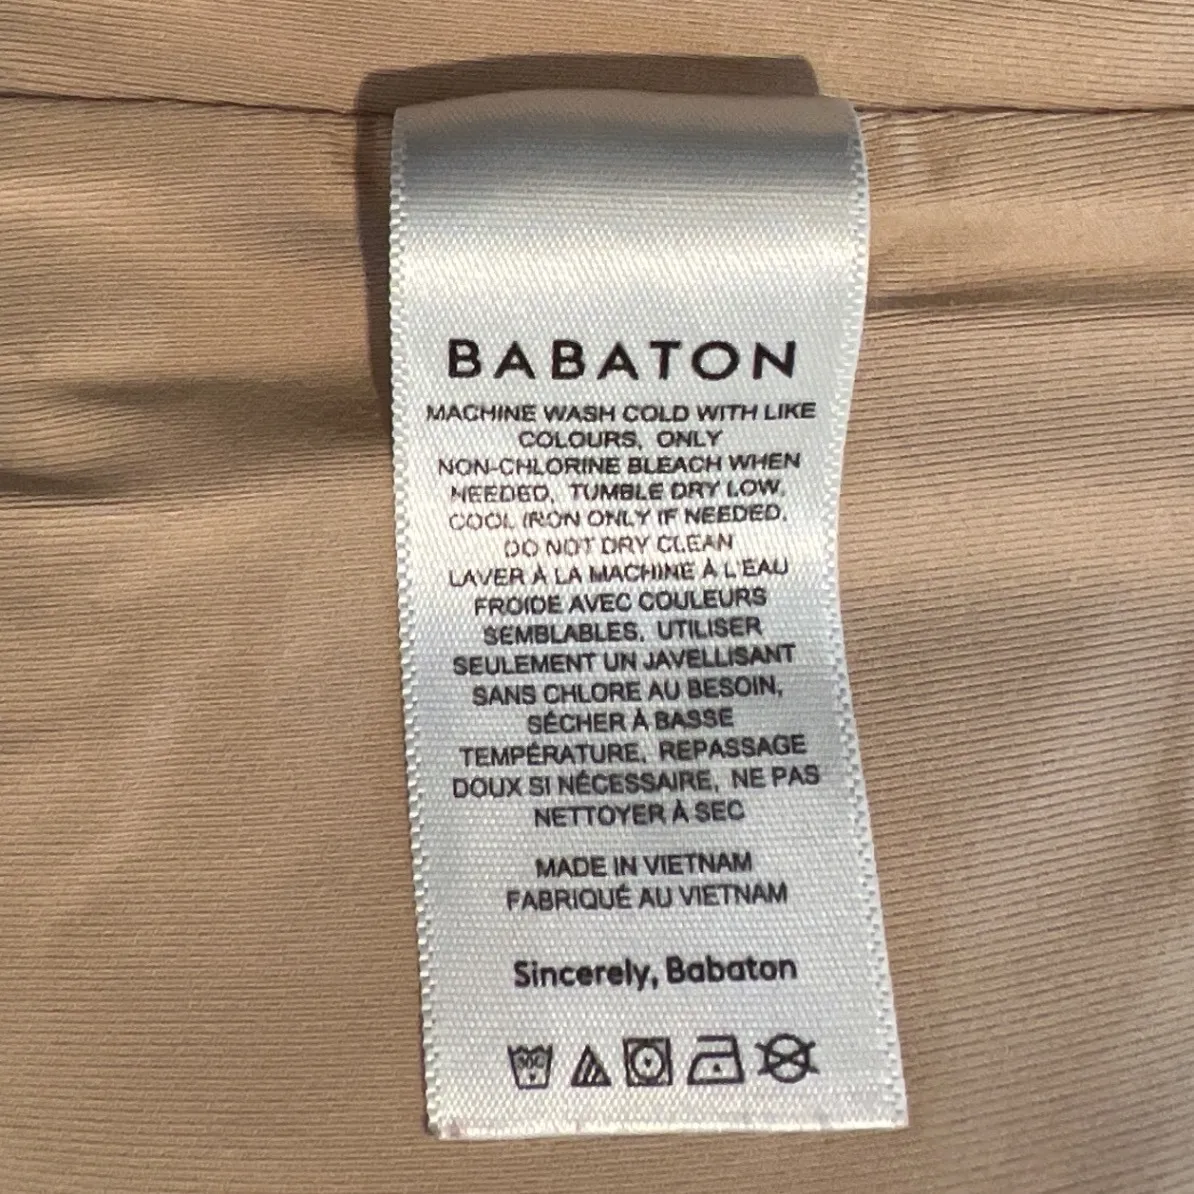 BABATON
MACHINE WASH COLD WITH LIKE
COLOURS, ONLY
NON-CHLORINE BLEACH WHEN
NEEDED, TUMBLE DRY LOW,
COOL IRON ONLY IF NEEDED,
DO NOT DRY CLEAN
LAVER À LA MACHINE À L'EAU
FROIDE AVEC COULEURS
SEMBLABLES, UTILISER
SEULEMENT UN JAVELLISANT
SANS CHLORE AU BESOIN,
SÉCHER À BASSE
TEMPÉRATURE, REPASSAGE
DOUX SI NÉCESSAIRE, NE PAS
NETTOYER À SEC
MADE IN VIETNAM
FABRIQUÉ AU VIETNAM
Sincerely, Babaton
30C